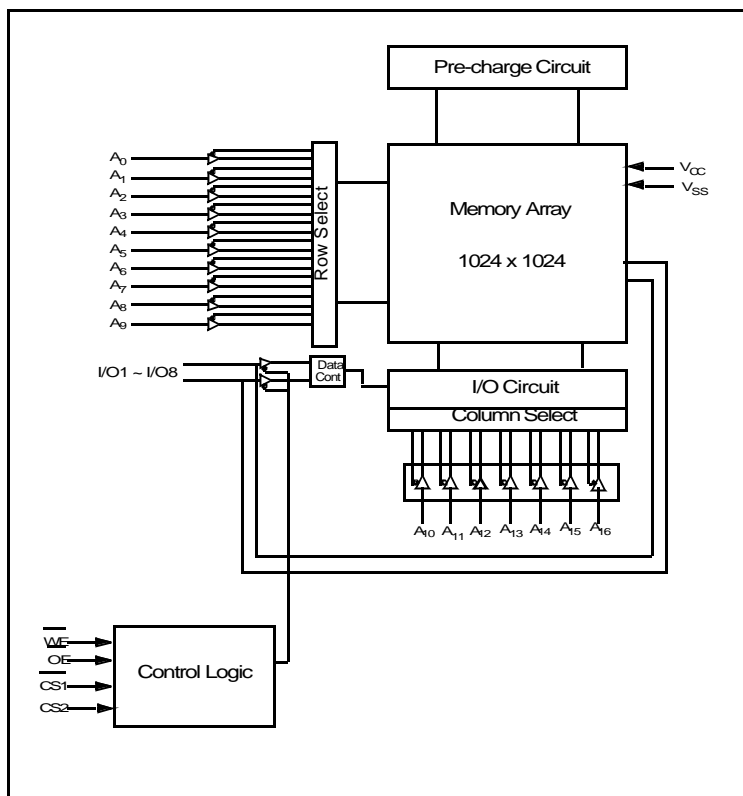 Pre-charge Circuit
A0
A1
A2
A3
A4
A5
A6
A7
A8
A9
Row Select
Memory Array
1024 x 1024
VCC
VSS
I/O1 ~ I/O8
Data
Cont
I/O Circuit
Column Select
A10
A11
A12
A13
A14
A15
A16
WE
OE
CS1
CS2
Control Logic